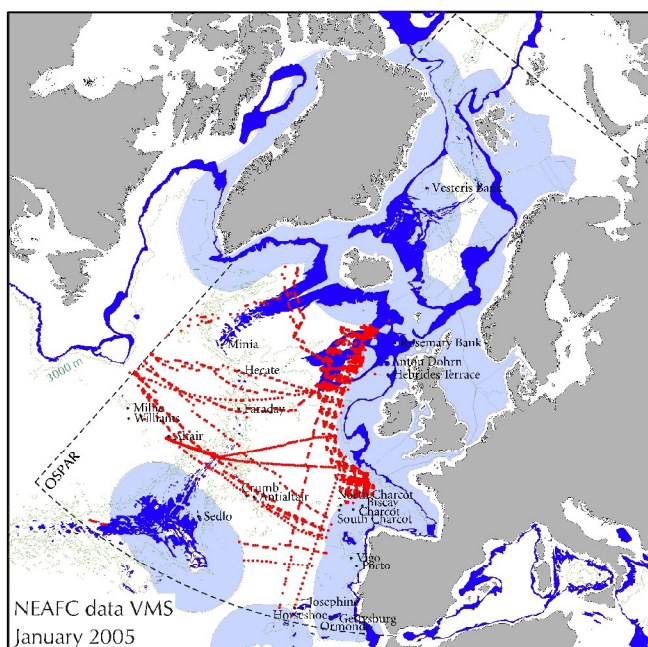 Vesteris Bank
Minia
Rosemary Bank
Anton Dohrn
Hebrides Terrace
3000 m
Hecate
Faraday
Milne
Williams
Altair
OSPAR
Crumb
Antialtair
North Charcot
Biscay
Charcot
South Charcot
Sedlo
Vigo
Porto
Josephine
Horseshoe
Gettysburg
Ormonde
NEAFC data VMS
January 2005